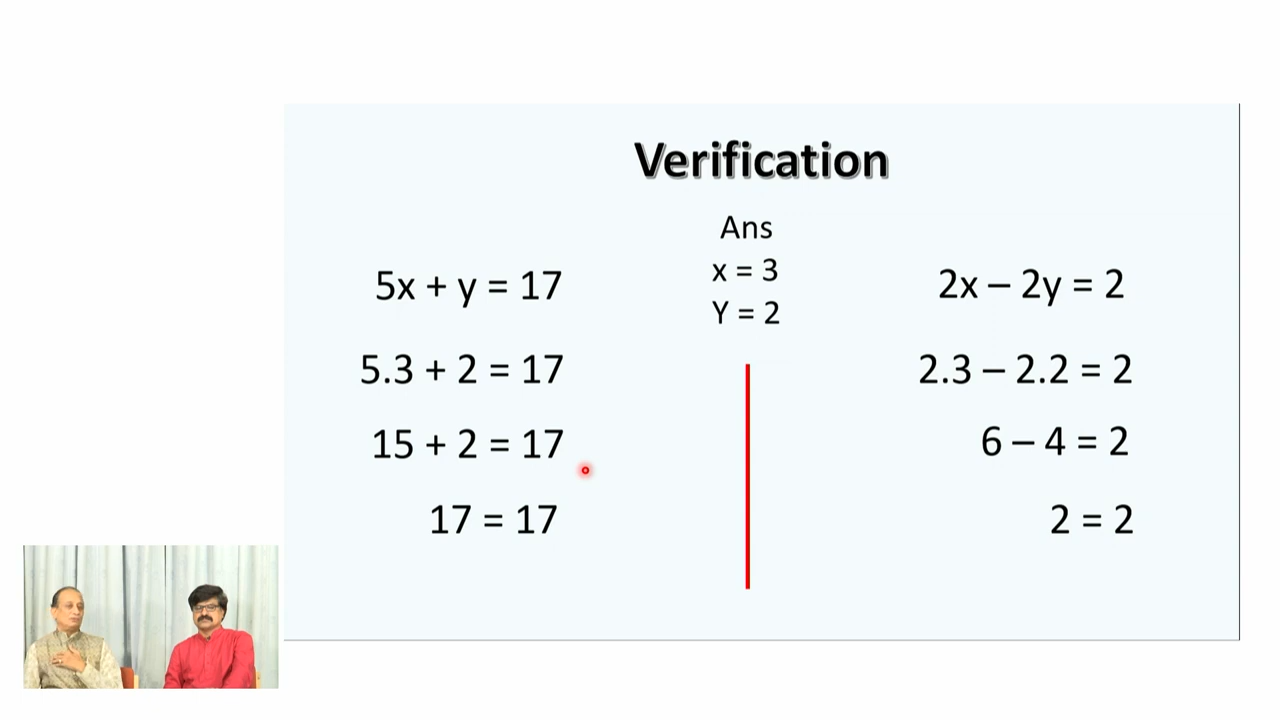 Verification
Ans
x = 3
Y = 2
5x + y = 17
5.3 + 2 = 17
15 + 2 = 17
17 = 17
2x – 2y = 2
2.3 – 2.2 = 2
6 – 4 = 2
2 = 2